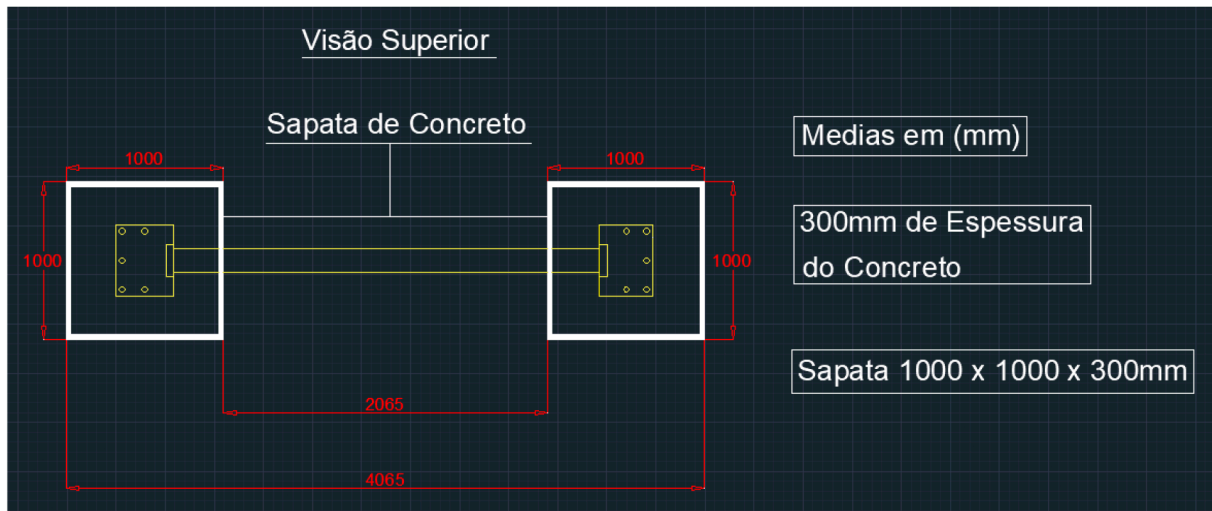 Visão Superior
Sapata de Concreto
Medias em (mm)
1000
1000
300mm de Espessura
do Concreto
1000
1000
Sapata 1000 x 1000 x 300mm
2065
4065